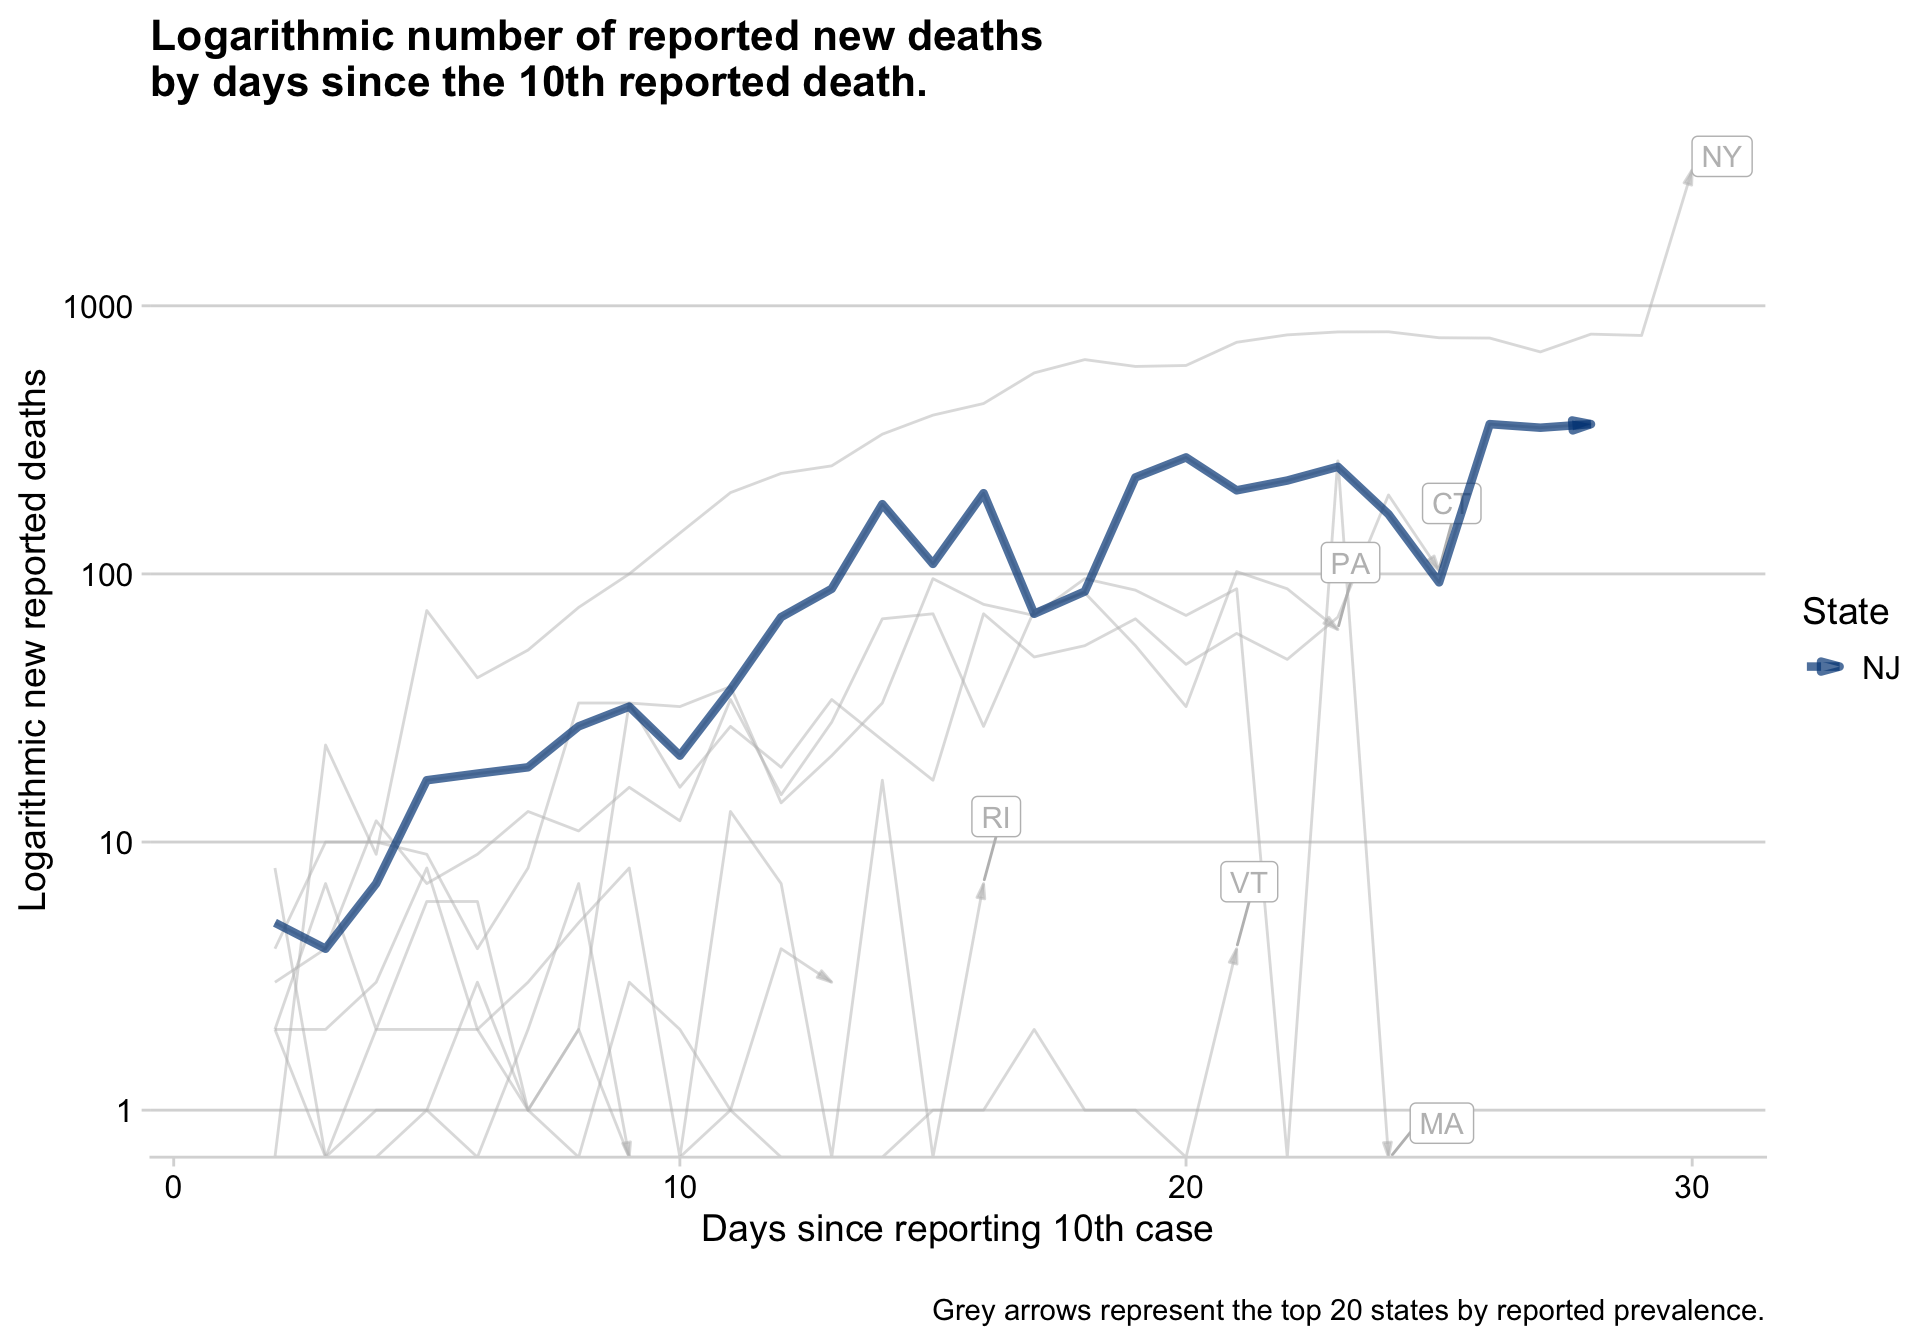 Logarithmic number of reported new deaths
by days since the 10th reported death.
NY
1000
CT
PA
100
RI
10
VT
MA
1
0 10 20 30
Logarithmic new reported deaths
Days since reporting 10th case
State
NJ
Grey arrows represent the top 20 states by reported prevalence.